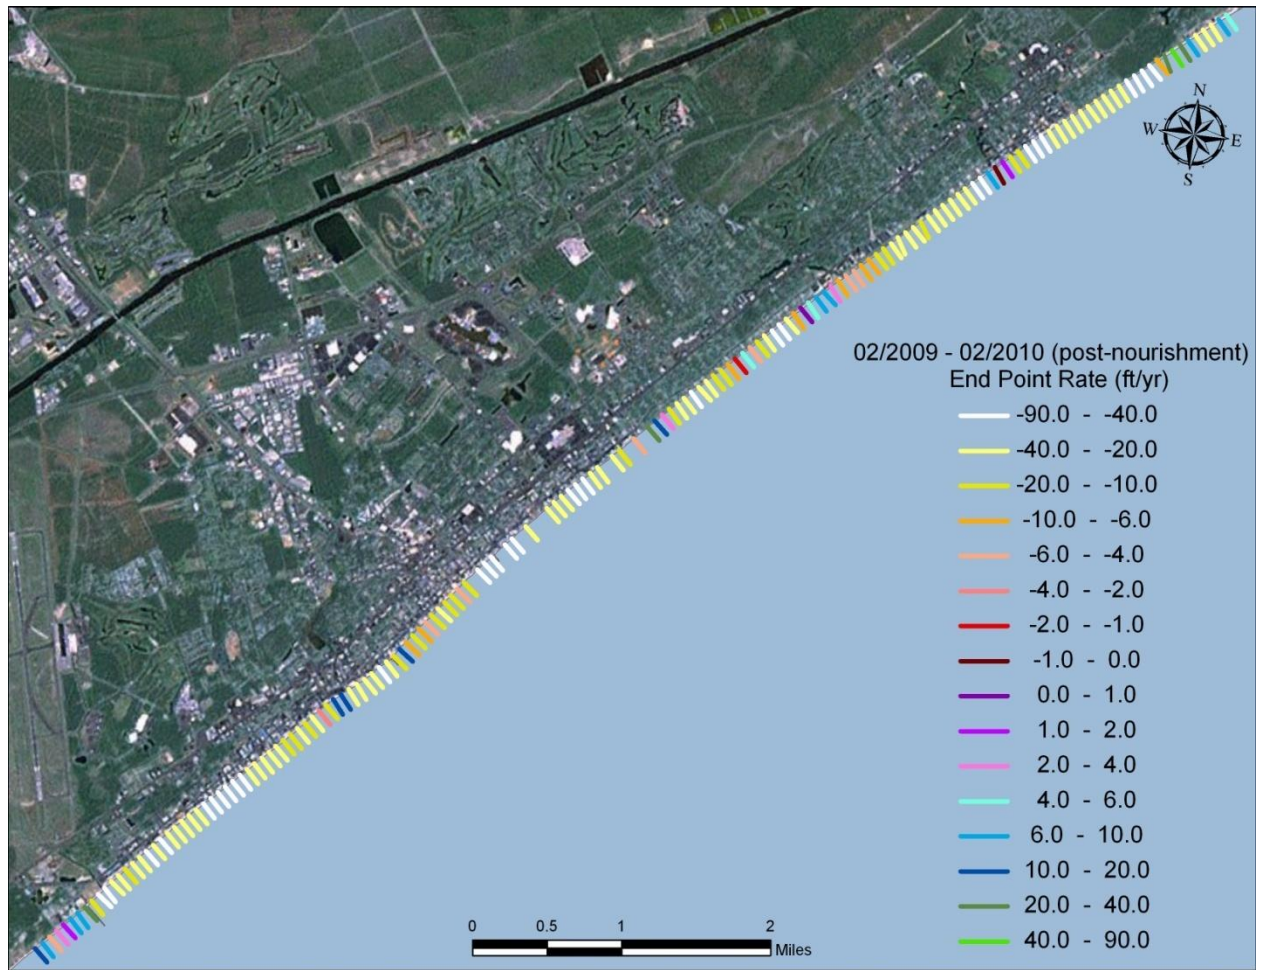 N
W
E
S
02/2009 - 02/2010 (post-nourishment)
End Point Rate (ft/yr)
-90.0 - -40.0
-40.0 - -20.0
-20.0 - -10.0
-10.0 - -6.0
-6.0 - -4.0
-4.0 - -2.0
-2.0 - -1.0
-1.0 - 0.0
0.0 - 1.0
1.0 - 2.0
2.0 - 4.0
4.0 - 6.0
6.0 - 10.0
10.0 - 20.0
20.0 - 40.0
40.0 - 90.0
0 0.5 1 2
Miles